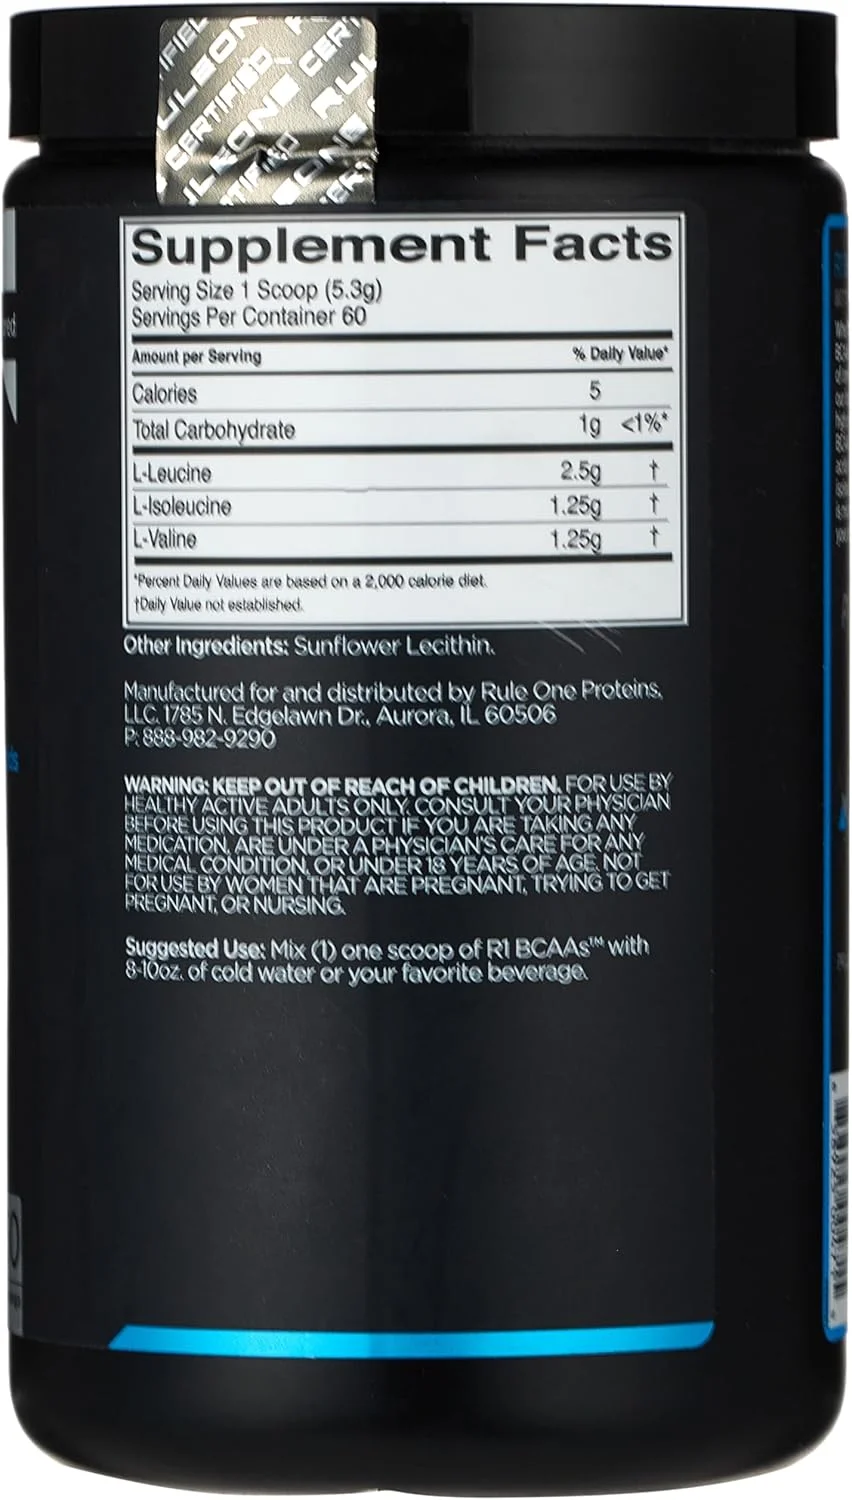 RULEONE
CERTIFIED
Supplement Facts
Serving Size 1 Scoop (5.3g)
Servings Per Container 60
Amount per Serving % Daily Value*
Calories 5
Total Carbohydrate 1g <1%*
L-Leucine 2.5g †
L-Isoleucine 1.25g †
L-Valine 1.25g †
*Percent Daily Values are based on a 2,000 calorie diet.
†Daily Value not established.
Other Ingredients: Sunflower Lecithin.
Manufactured for and distributed by Rule One Proteins,
LLC. 1785 N. Edgelawn Dr., Aurora, IL 60506
P: 888-982-9290
WARNING: KEEP OUT OF REACH OF CHILDREN. FOR USE BY
HEALTHY ACTIVE ADULTS ONLY. CONSULT YOUR PHYSICIAN
BEFORE USING THIS PRODUCT IF YOU ARE TAKING ANY
MEDICATION, ARE UNDER A PHYSICIAN'S CARE FOR ANY
MEDICAL CONDITION, OR UNDER 18 YEARS OF AGE. NOT
FOR USE BY WOMEN THAT ARE PREGNANT, TRYING TO GET
PREGNANT, OR NURSING.
Suggested Use: Mix (1) one scoop of R1 BCAAs™ with
8-10oz. of cold water or your favorite beverage.